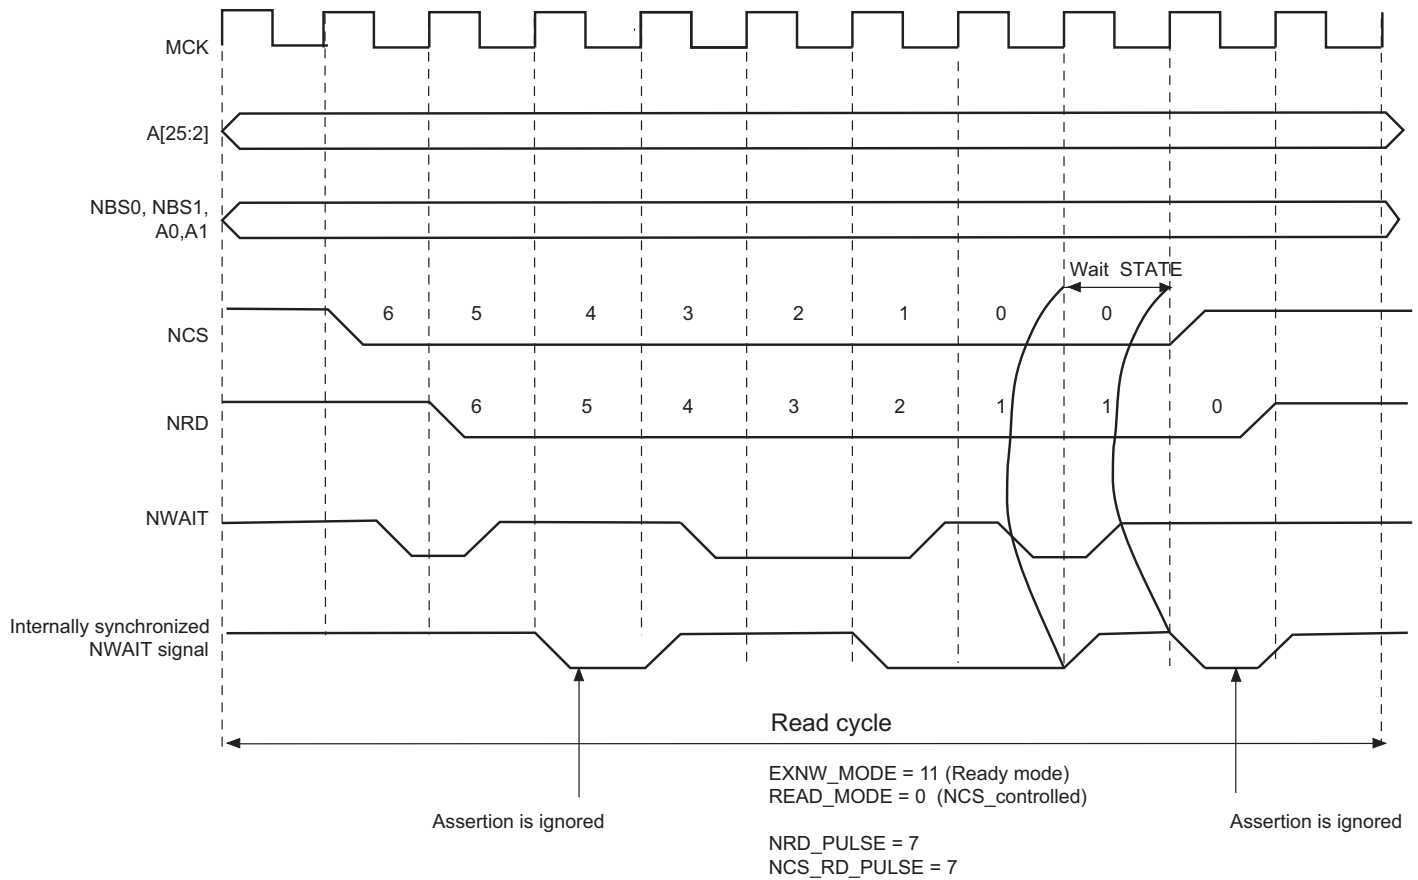 MCK
A[25:2]
NBS0, NBS1,
A0,A1
Wait STATE
NCS
6 5 4 3 2 1 0 0
NRD
6 5 4 3 2 1 1 0
NWAIT
Internally synchronized
NWAIT signal
Read cycle
EXNW_MODE = 11 (Ready mode)
READ_MODE = 0 (NCS_controlled)
Assertion is ignored
Assertion is ignored
NRD_PULSE = 7
NCS_RD_PULSE = 7